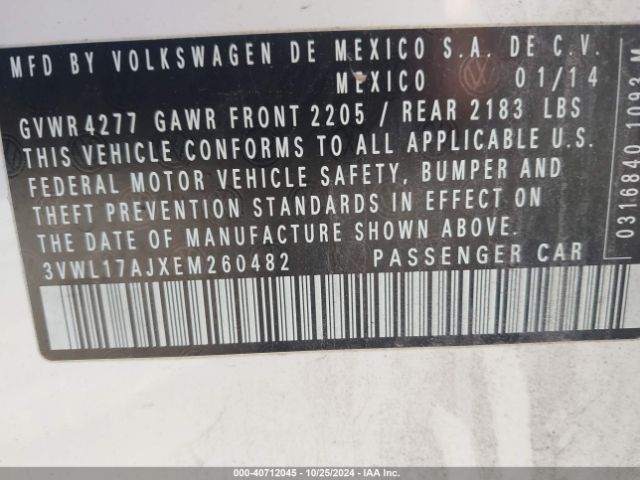 MFD BY VOLKSWAGEN DE MEXICO S.A. DE C.V.
MEXICO 01/14
GVWR 4277 GAWR FRONT 2205 / REAR 2183 LBS
THIS VEHICLE CONFORMS TO ALL APPLICABLE U.S.
FEDERAL MOTOR VEHICLE SAFETY, BUMPER AND
THEFT PREVENTION STANDARDS IN EFFECT ON
THE DATE OF MANUFACTURE SHOWN ABOVE.
3VWL17AJXEM260482 PASSENGER CAR
0316840 1092 M
000-40712045 - 10/25/2024 - IAA Inc.